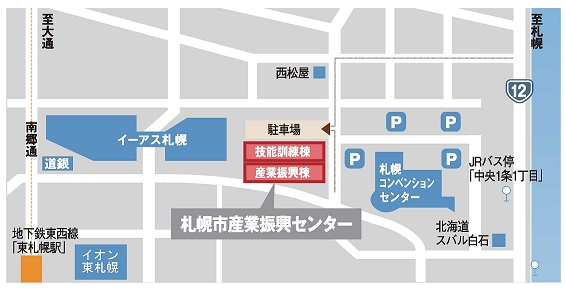 至大通
至札幌
西松屋
12
南郷通
イーアス札幌
道銀
駐車場
P
P
P
P
技能訓練棟
産業振興棟
札幌
コンベンション
センター
JRバス停
「中央1条1丁目」
札幌市産業振興センター
北海道
スバル白石
地下鉄東西線
「東札幌駅」
イオン
東札幌